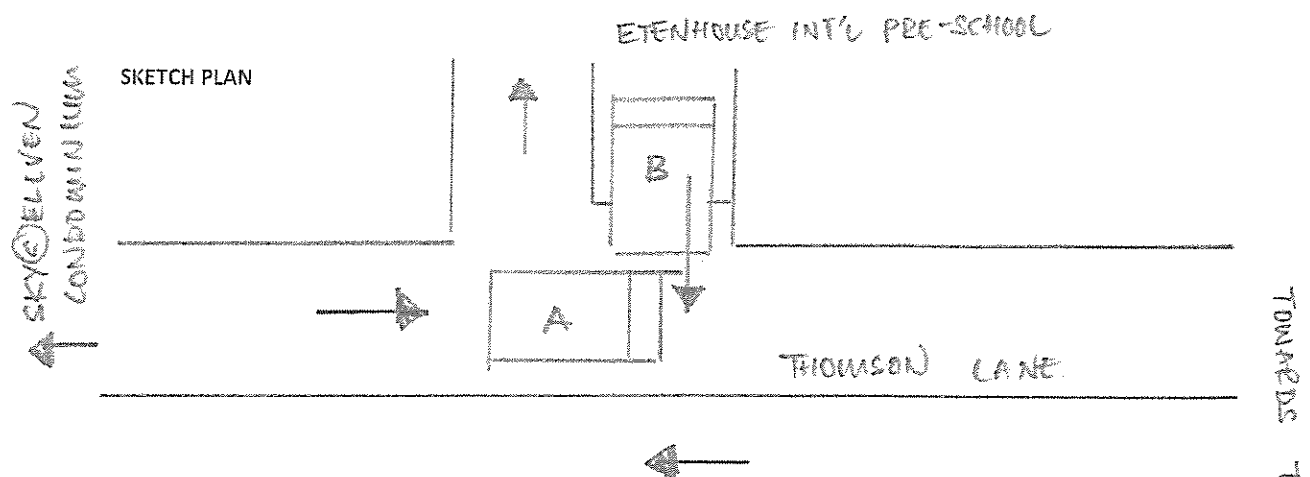 ETENHOUSE INT'L PRE-SCHOOL
SKETCH PLAN
SKY@ELEVEN
CONDOMINIUM
B
A
THOMSON LANE
TOWARDS